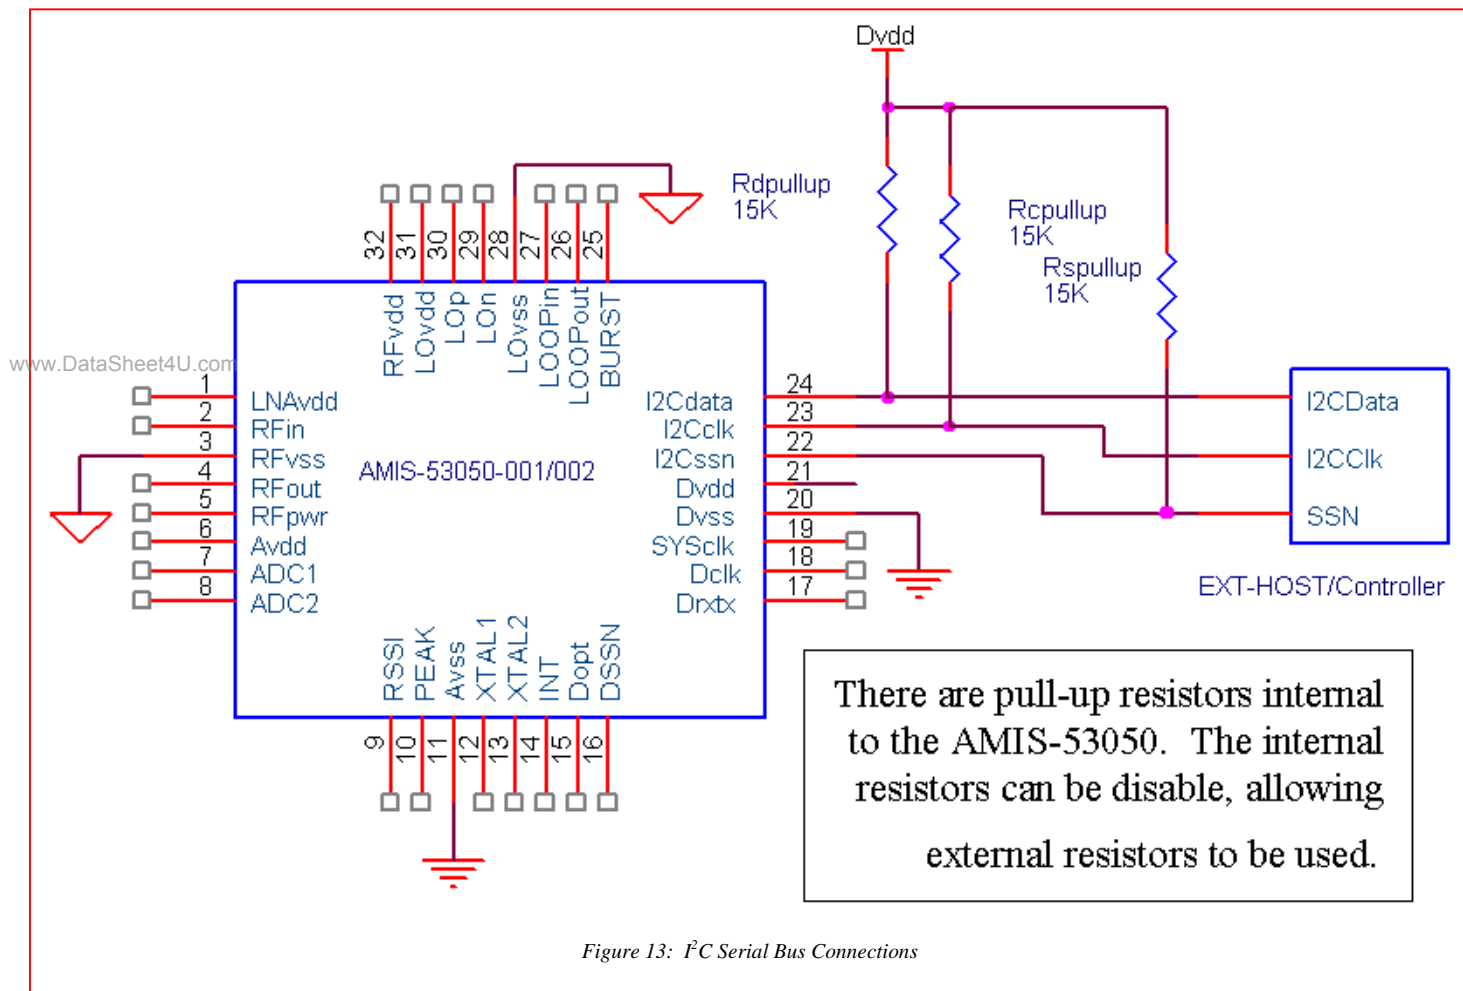 Dvdd
Rdpullup
15K
Rcpullup
15K
Rspullup
15K
www.DataSheet4U.com
32
31
30
29
28
27
26
25
RFvdd
LOvdd
LOp
LOn
LOvss
LOOPin
LOOPout
BURST
1
LNAvdd
2
RFin
3
RFvss
4
RFout
5
RFpwr
6
Avdd
7
ADC1
8
ADC2
AMIS-53050-001/002
24
I2Cdata
23
I2Cclk
22
I2Cssn
21
Dvdd
20
Dvss
19
SYSclk
18
Dclk
17
Drxtx
RSSI
PEAK
Avss
XTAL1
XTAL2
INT
Dopt
DSSN
9
10
11
12
13
14
15
16
I2CData
I2CClk
SSN
EXT-HOST/Controller
There are pull-up resistors internal
to the AMIS-53050. The internal
resistors can be disable, allowing
external resistors to be used.
Figure 13: I²C Serial Bus Connections